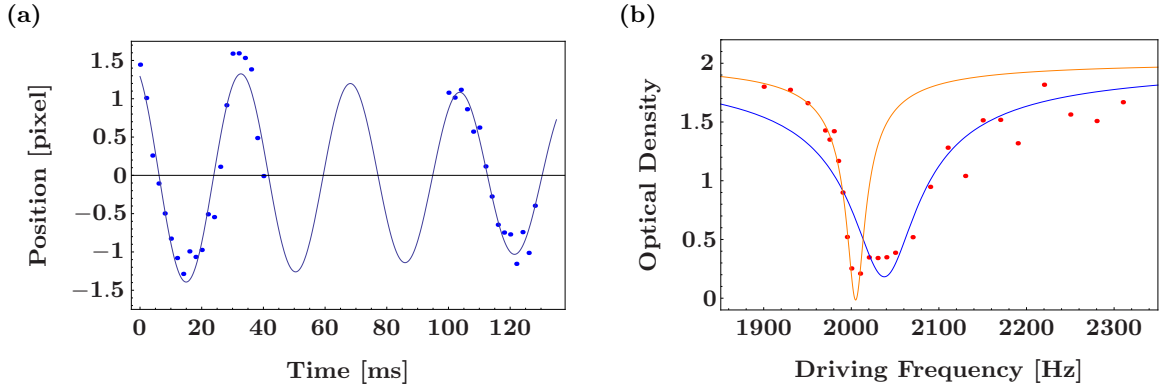 (a)
Position [pixel]
1.5
1
0.5
0
−0.5
−1
−1.5
0 20 40 60 80 100 120
Time [ms]
(b)
Optical Density
2
1.5
1
0.5
0
1900 2000 2100 2200 2300
Driving Frequency [Hz]